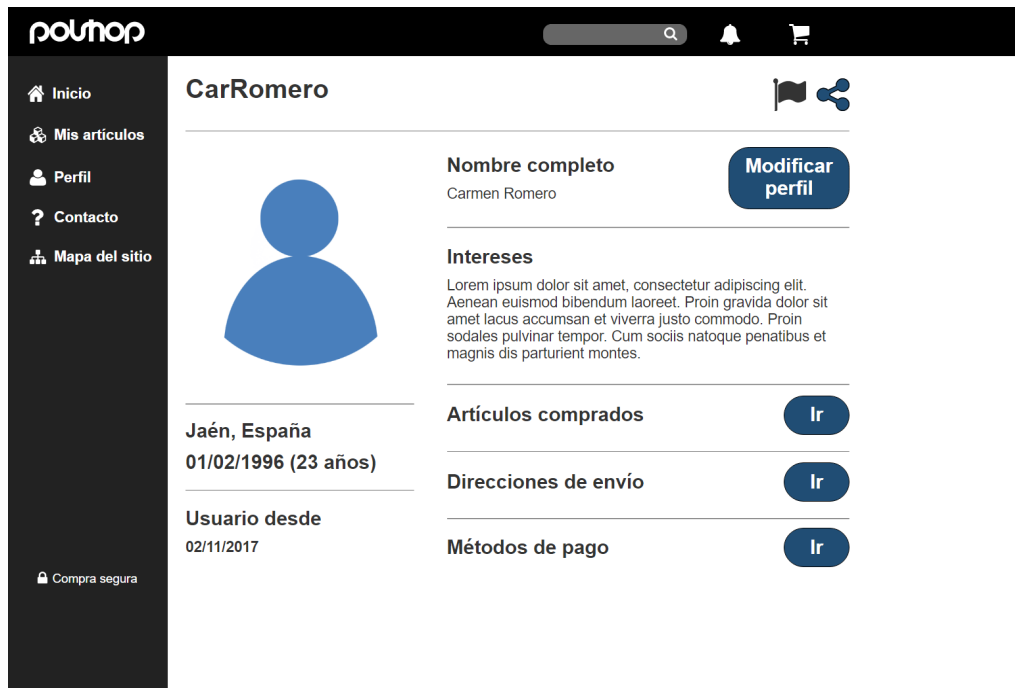 polshop
CarRomero
Inicio
Mis artículos
Perfil
Contacto
Mapa del sitio
Compra segura
Jaén, España
01/02/1996 (23 años)
Usuario desde
02/11/2017
Nombre completo
Carmen Romero
Modificar
perfil
Intereses
Lorem ipsum dolor sit amet, consectetur adipiscing elit.
Aenean euismod bibendum laoreet. Proin gravida dolor sit
amet lacus accumsan et viverra justo commodo. Proin
sodales pulvinar tempor. Cum sociis natoque penatibus et
magnis dis parturient montes.
Artículos comprados
Ir
Direcciones de envío
Ir
Métodos de pago
Ir